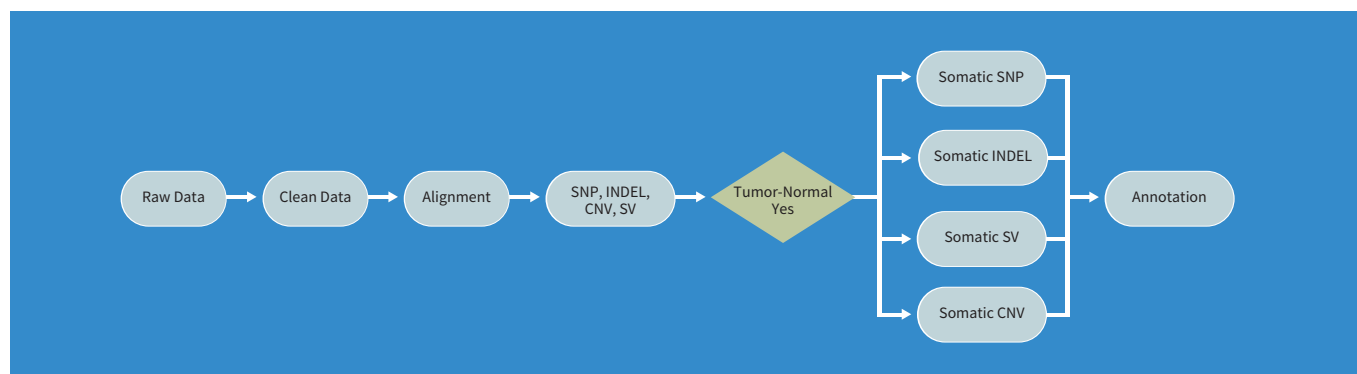 Raw Data
Clean Data
Alignment
SNP, INDEL,
CNV, SV
Tumor-Normal
Yes
Somatic SNP
Somatic INDEL
Somatic SV
Somatic CNV
Annotation